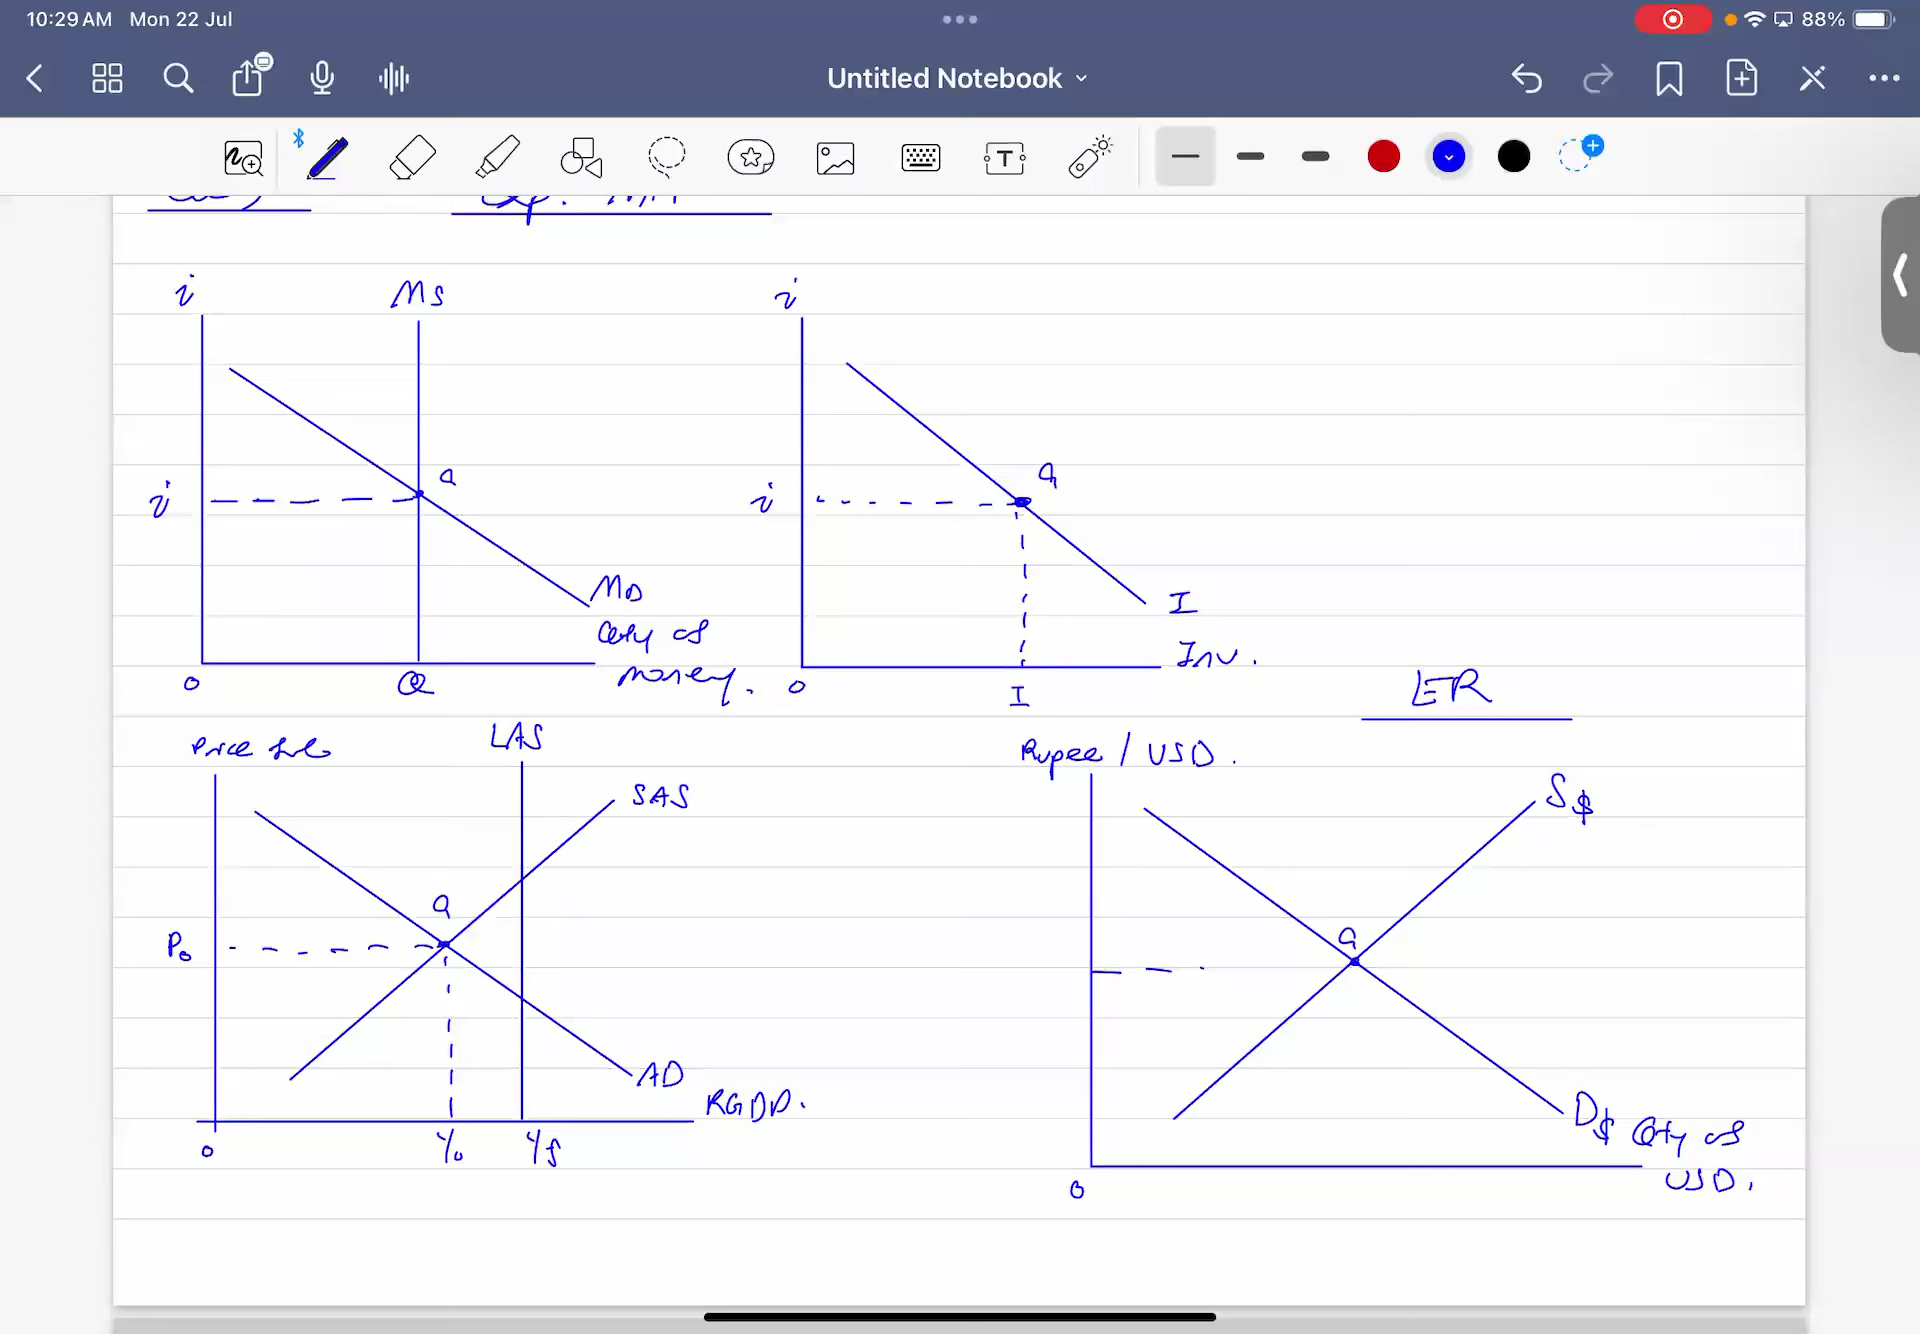 10:29 AM Mon 22 Jul
88%
Untitled Notebook
T
i
MS
i
a
i
MD
Qty of
money.
0
Q
i
a
i
I
Inv.
0
I
ER
Price
LAS
SAS
a
P0
AD
RGDP.
0
Y0
Yf
Rupee / USD.
S$
a
D$
Qty of
USD.
0